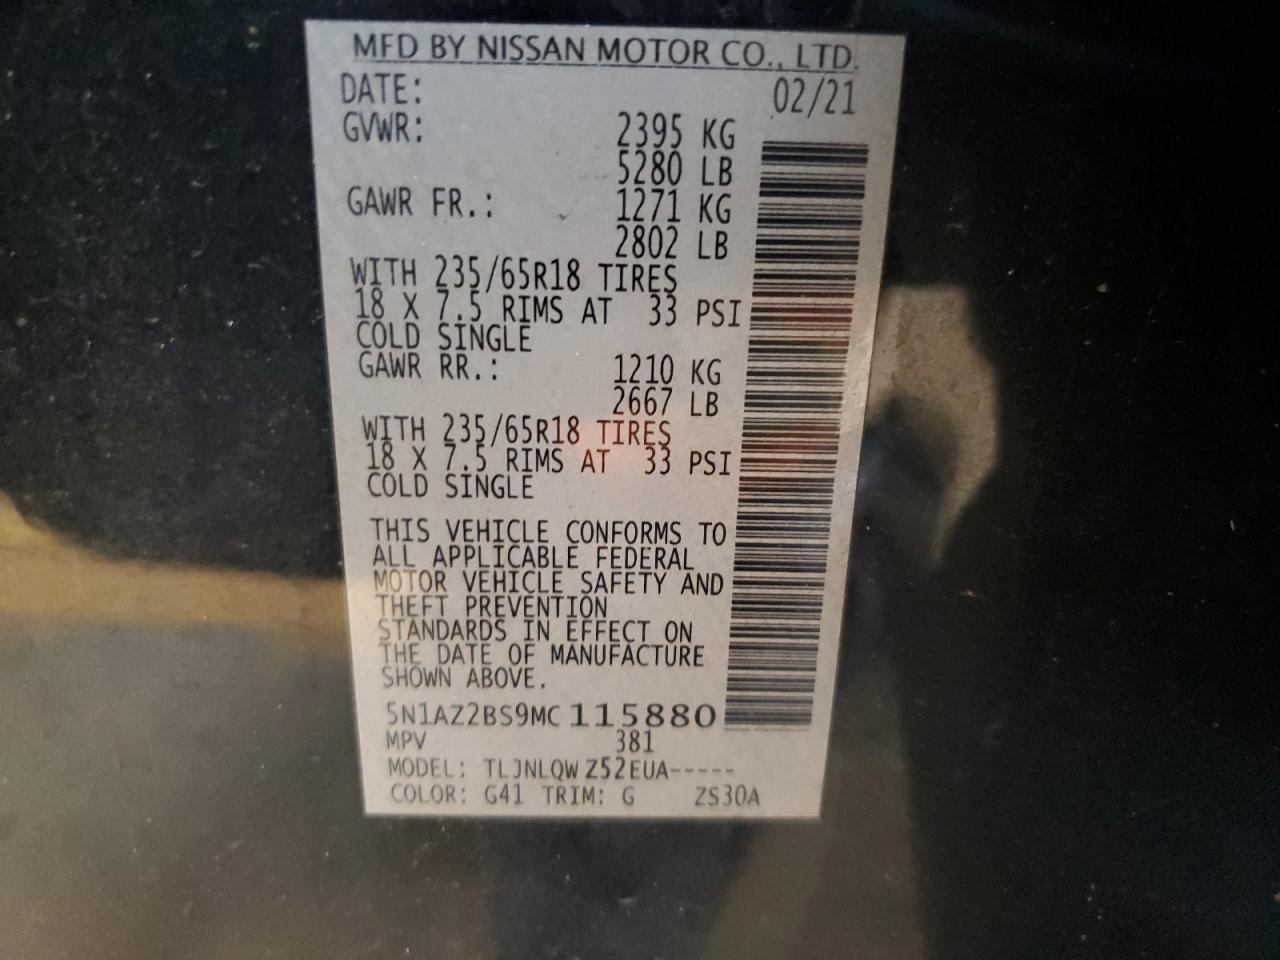 MFD BY NISSAN MOTOR CO., LTD.
DATE: 02/21
GVWR: 2395 KG
5280 LB
GAWR FR.: 1271 KG
2802 LB
WITH 235/65R18 TIRES
18 X 7.5 RIMS AT 33 PSI
COLD SINGLE
GAWR RR.: 1210 KG
2667 LB
WITH 235/65R18 TIRES
18 X 7.5 RIMS AT 33 PSI
COLD SINGLE
THIS VEHICLE CONFORMS TO
ALL APPLICABLE FEDERAL
MOTOR VEHICLE SAFETY AND
THEFT PREVENTION
STANDARDS IN EFFECT ON
THE DATE OF MANUFACTURE
SHOWN ABOVE.
5N1AZ2BS9MC115880
MPV 381
MODEL: TLJNLQW Z52EUA-----
COLOR: G41 TRIM: G ZS30A